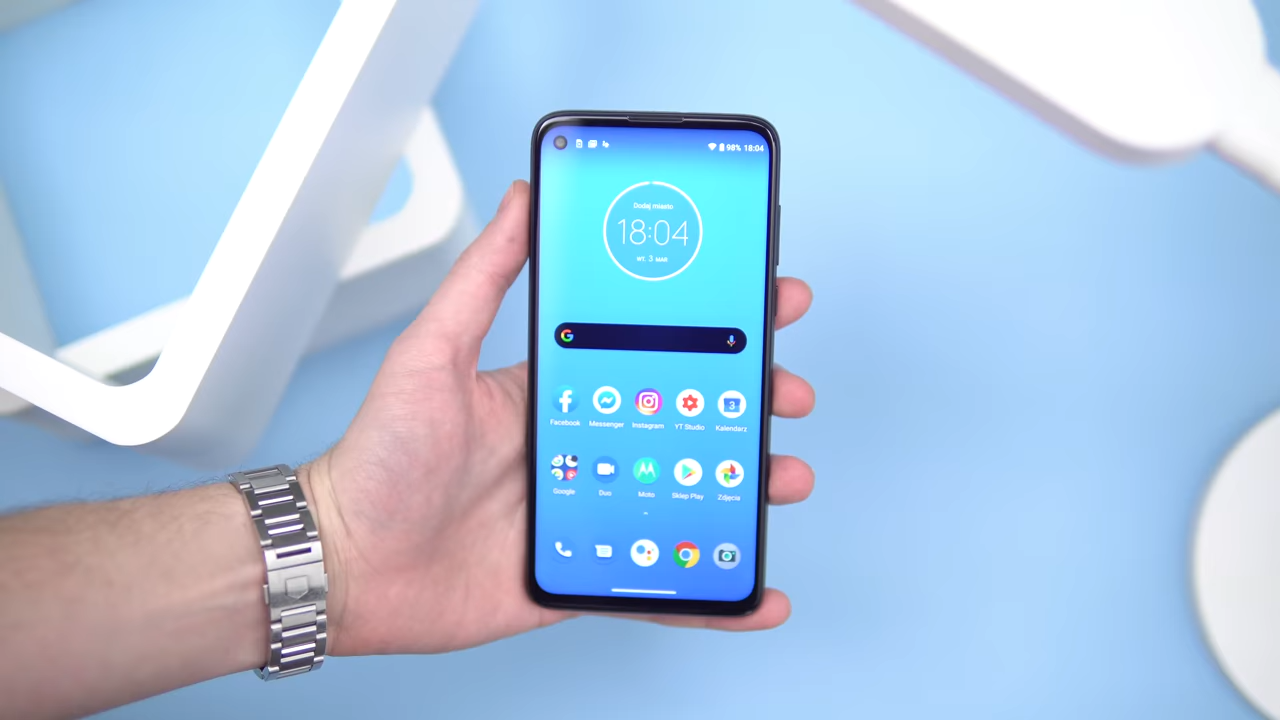 98% 18:04
Dodaj miasto
18:04
WT. 3 MAR
G
Facebook Messenger Instagram YT Studio Kalendarz
3
Google Duo Moto Sklep Play Zdjęcia